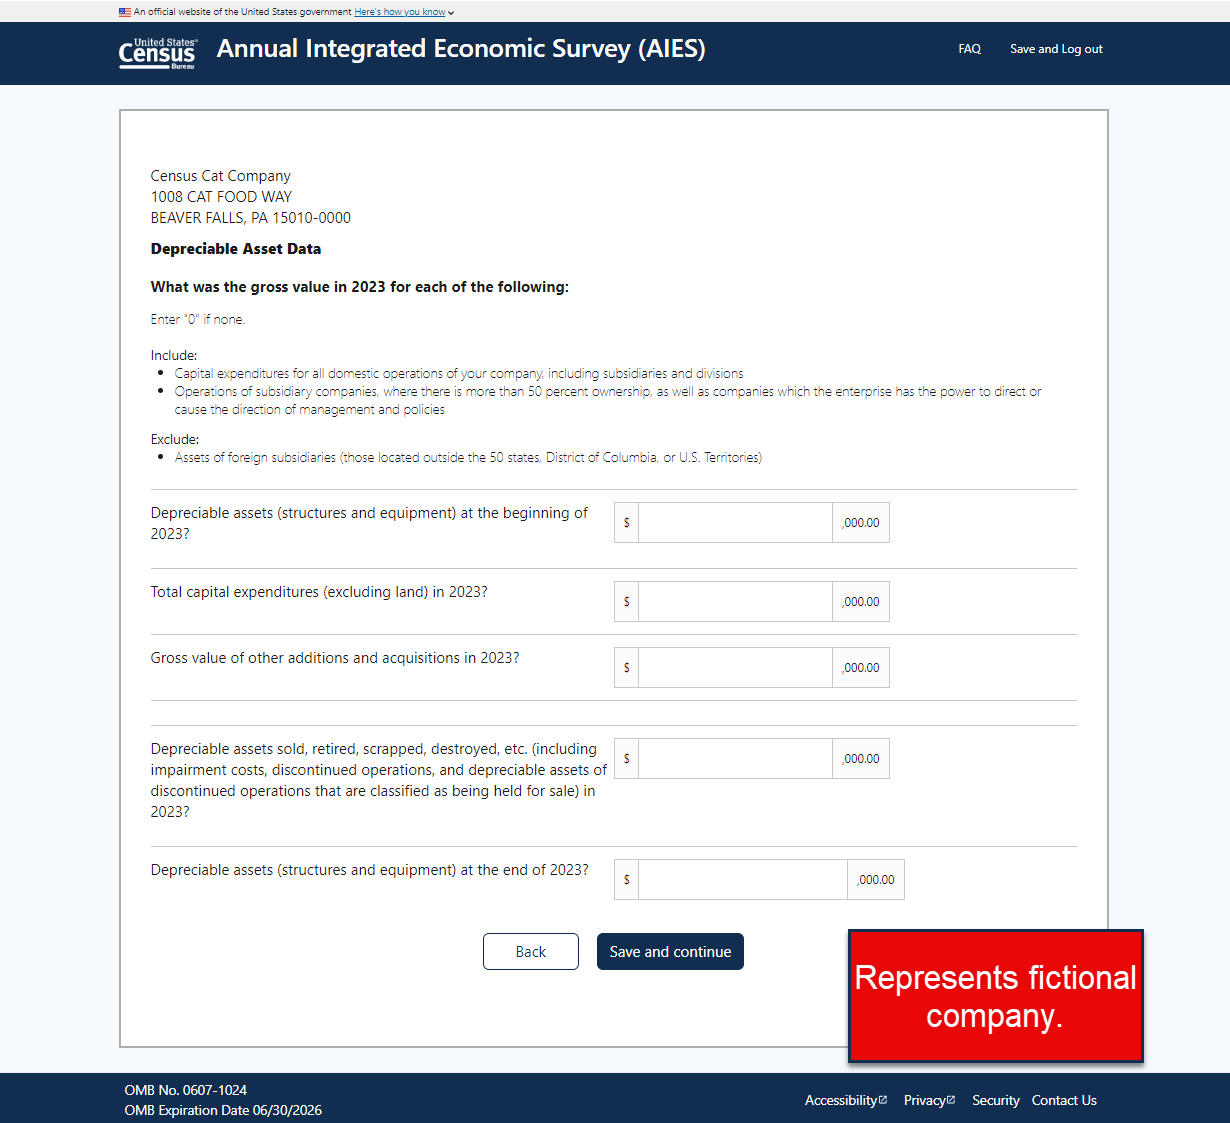 An official website of the United States government Here's how you know
United States®
Census
Bureau
Annual Integrated Economic Survey (AIES)
FAQ
Save and Log out
Census Cat Company
1008 CAT FOOD WAY
BEAVER FALLS, PA 15010-0000
Depreciable Asset Data
What was the gross value in 2023 for each of the following:
Enter "0" if none.
Include:
• Capital expenditures for all domestic operations of your company, including subsidiaries and divisions
• Operations of subsidiary companies, where there is more than 50 percent ownership, as well as companies which the enterprise has the power to direct or
cause the direction of management and policies
Exclude:
• Assets of foreign subsidiaries (those located outside the 50 states, District of Columbia, or U.S. Territories)
Depreciable assets (structures and equipment) at the beginning of
2023?
$ ,000.00
Total capital expenditures (excluding land) in 2023?
$ ,000.00
Gross value of other additions and acquisitions in 2023?
$ ,000.00
Depreciable assets sold, retired, scrapped, destroyed, etc. (including
impairment costs, discontinued operations, and depreciable assets of
discontinued operations that are classified as being held for sale) in
2023?
$ ,000.00
Depreciable assets (structures and equipment) at the end of 2023?
$ ,000.00
Back
Save and continue
Represents fictional
company.
OMB No. 0607-1024
OMB Expiration Date 06/30/2026
Accessibility
Privacy
Security
Contact Us